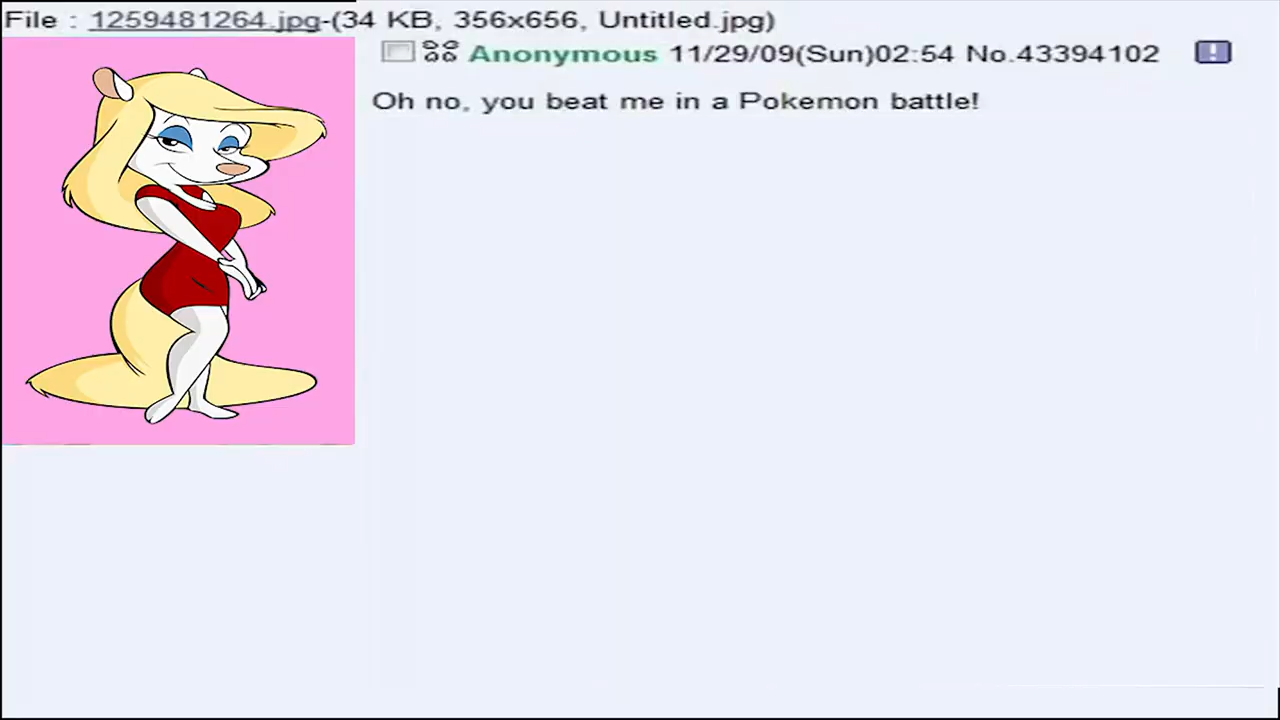 File : 1259481264.jpg-(34 KB, 356x656, Untitled.jpg)
Anonymous 11/29/09(Sun)02:54 No.43394102
Oh no, you beat me in a Pokemon battle!